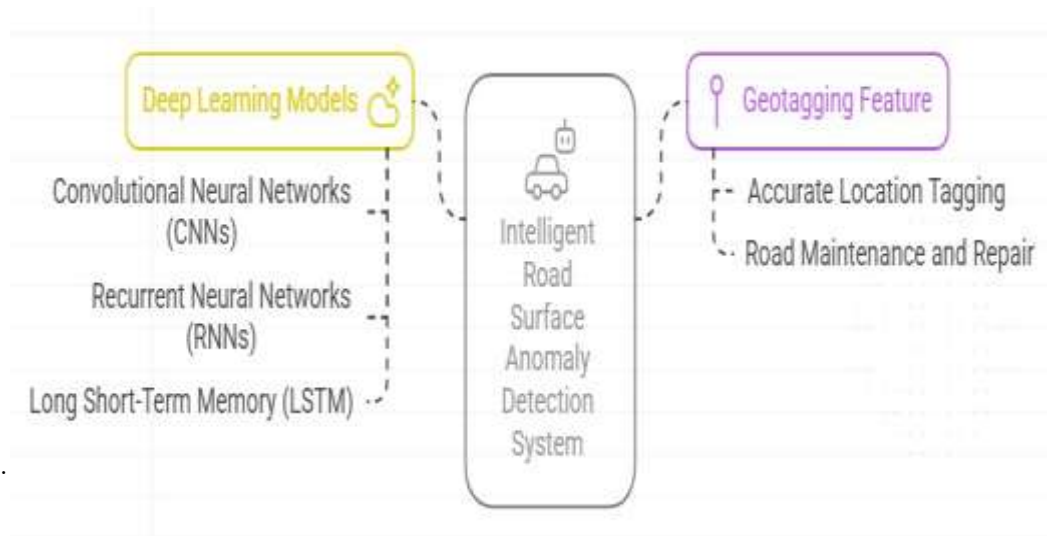 Deep Learning Models
Convolutional Neural Networks
(CNNs)
Recurrent Neural Networks
(RNNs)
Long Short-Term Memory (LSTM)
Intelligent
Road
Surface
Anomaly
Detection
System
Geotagging Feature
Accurate Location Tagging
Road Maintenance and Repair
.